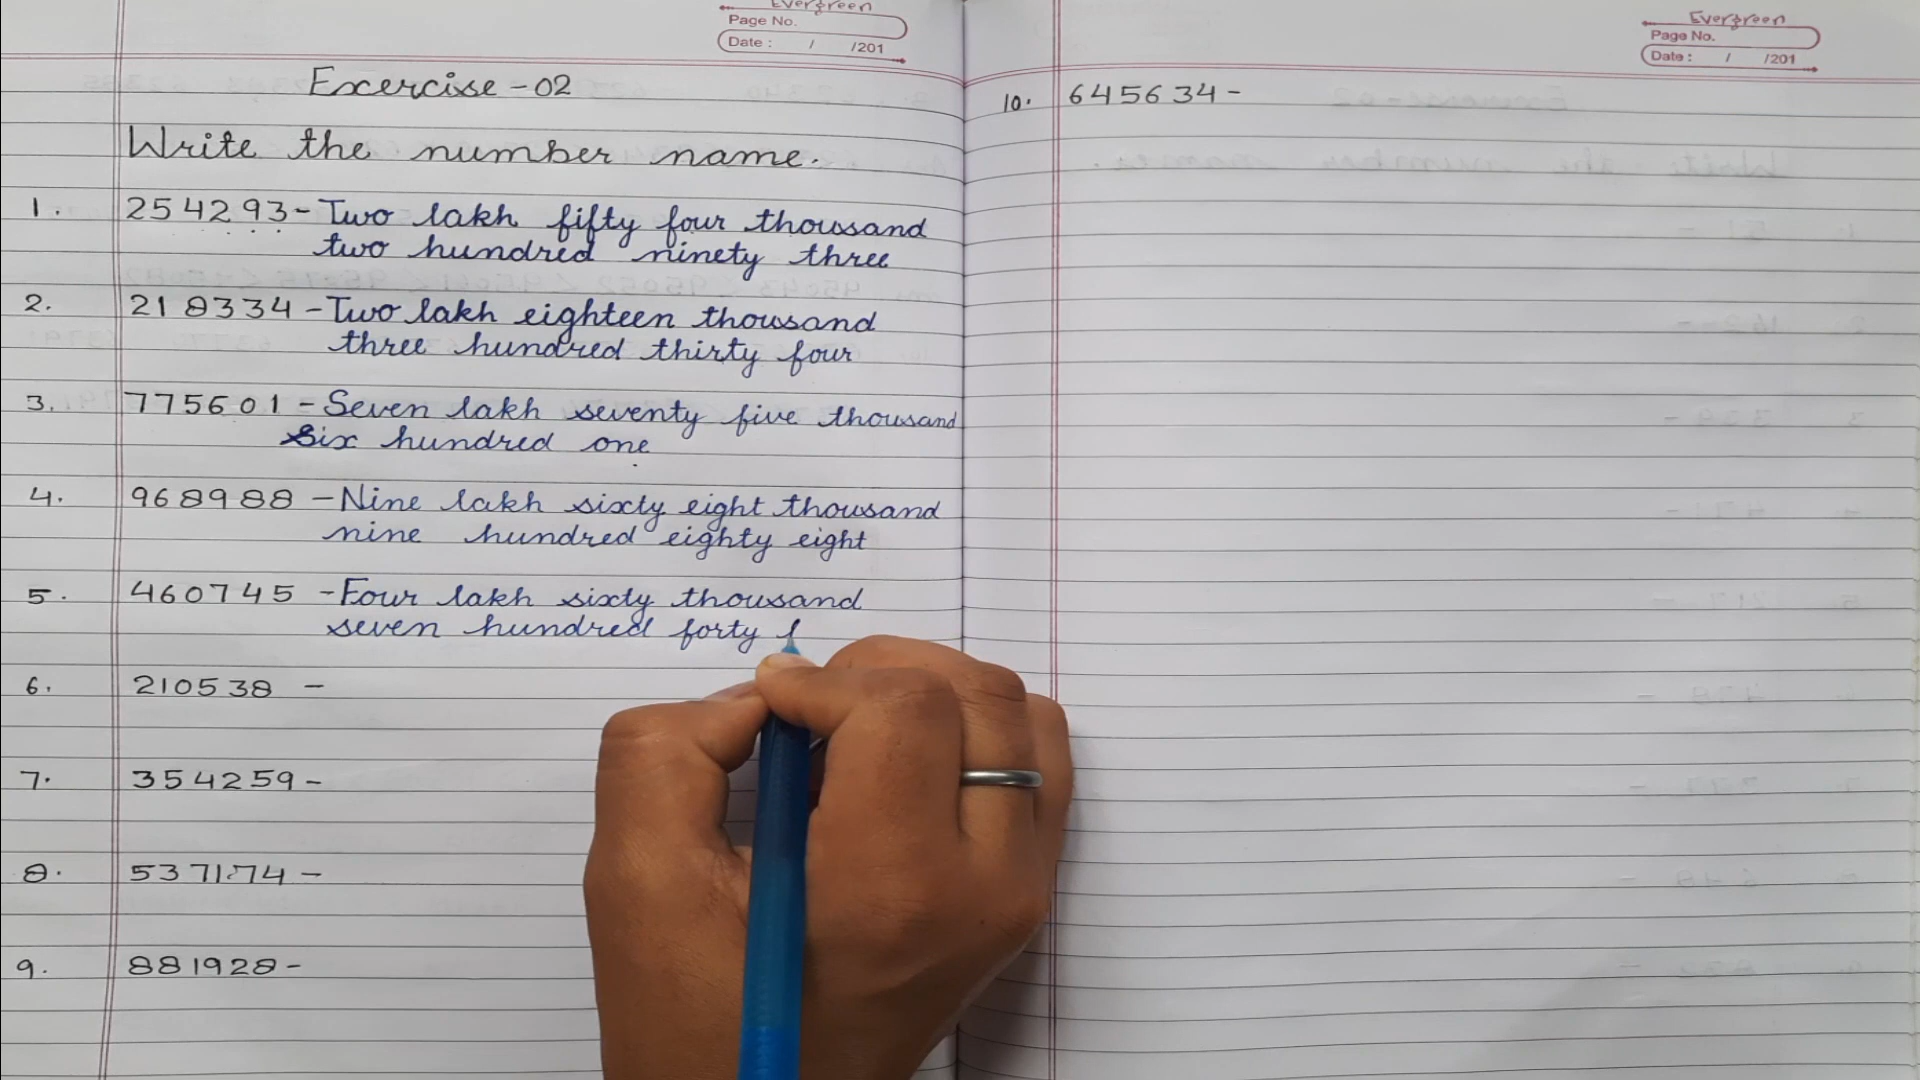 Evergreen
Page No.
Date : / /201
Excercise - 02
Write the number name.
1. 254293 - Two lakh fifty four thousand
two hundred ninety three
2. 218334 - Two lakh eighteen thousand
three hundred thirty four
3. 775601 - Seven lakh seventy five thousand
six hundred one
4. 968988 - Nine lakh sixty eight thousand
nine hundred eighty eight
5. 460745 - Four lakh sixty thousand
seven hundred forty
6. 210538 -
7. 354259 -
8. 537174 -
9. 881928 -
Evergreen
Page No.
Date : / /201
10. 645634 -